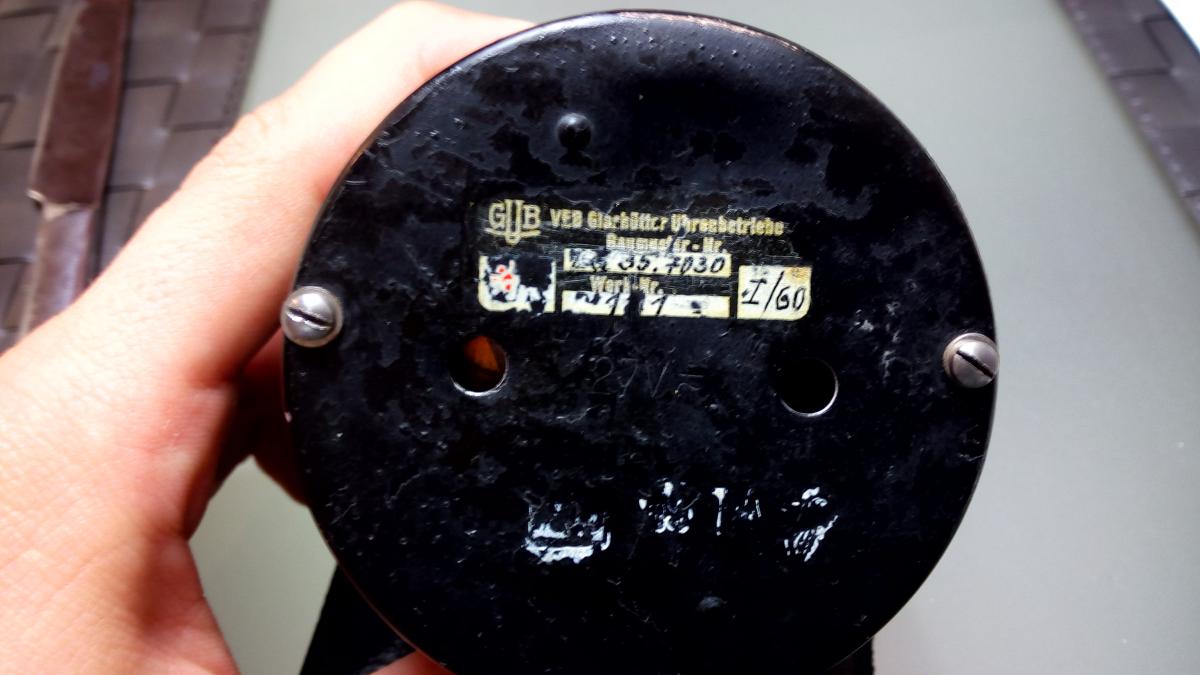 GUB VEB Glashütter Uhrenbetriebe
Baumuster-Nr.
35.7030
Werk-Nr.
I/60
27V=